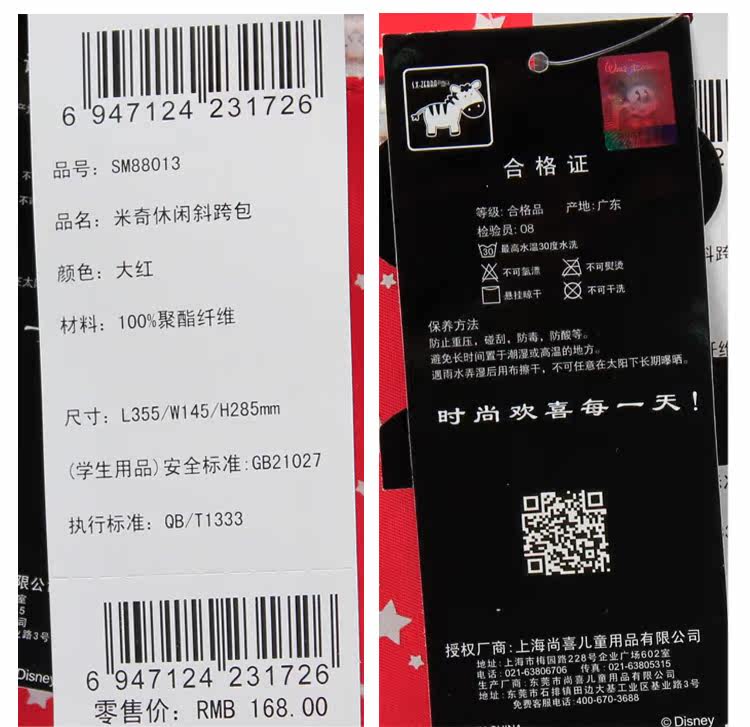 6 947124 231726
品号: SM88013
品名: 米奇休闲斜跨包
颜色: 大红
材料: 100%聚酯纤维
尺寸: L355/W145/H285mm
(学生用品)安全标准:GB21027
执行标准: QB/T1333
6 947124 231726
零售价: RMB 168.00
合格证
等级: 合格品 产地: 广东
检验员: 08
30 最高水温30度水洗
不可氯漂 不可熨烫
悬挂晾干 不可干洗
保养方法
防止重压, 碰刮, 防毒, 防酸等。
避免长时间置于潮湿或高温的地方。
遇雨水弄湿后用布擦干, 不可任意在太阳下长期曝晒。
时尚欢喜每一天!
授权厂商: 上海尚喜儿童用品有限公司
地址: 上海市梅园路228号企业广场602室
电话: 021-63806706 传真: 021-63805315
生产厂商: 东莞市尚喜儿童用品有限公司
地址: 东莞市石排镇田边大基工业区基业路3号
免费客服电话: 400-670-3688
©Disney